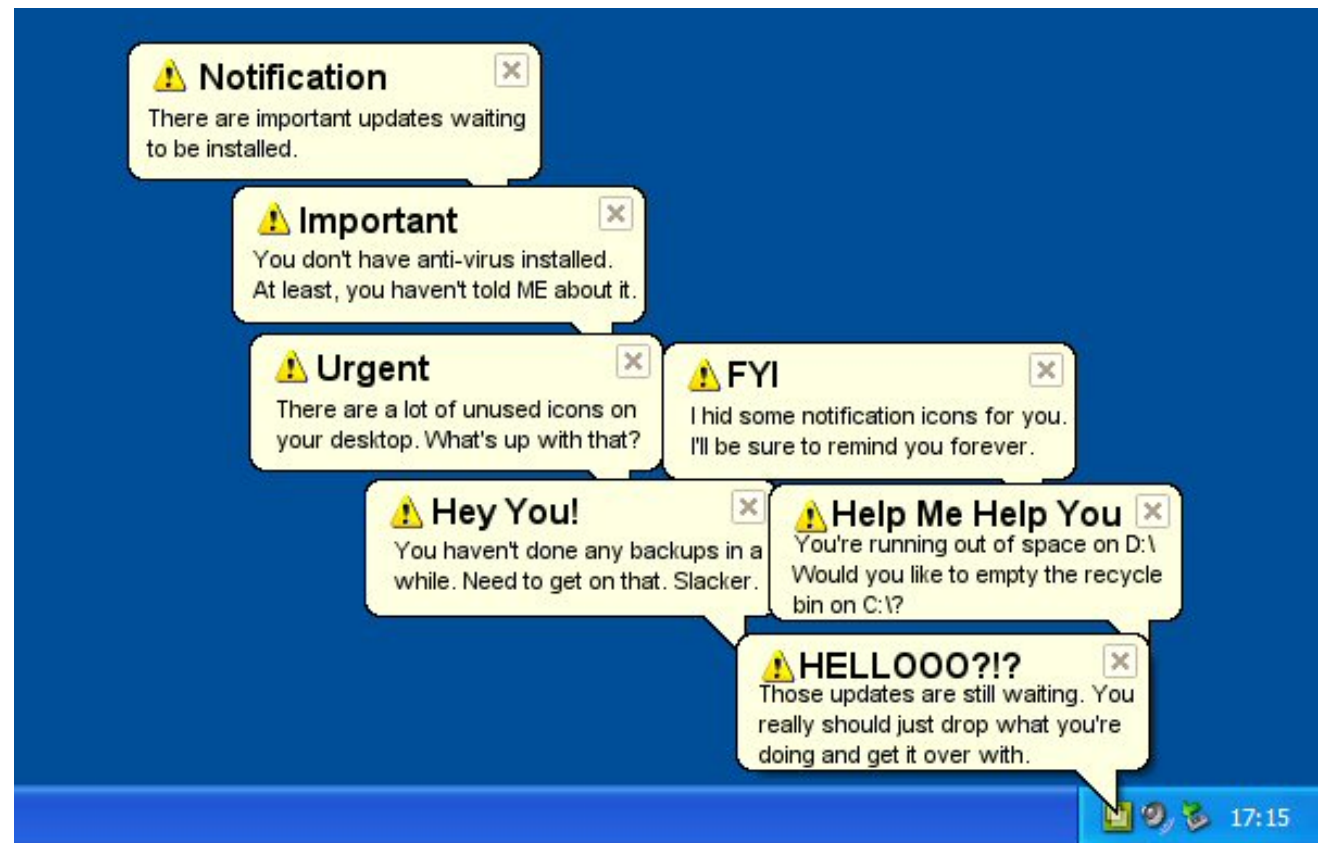 Notification
There are important updates waiting
to be installed.
Important
You don't have anti-virus installed.
At least, you haven't told ME about it.
Urgent
There are a lot of unused icons on
your desktop. What's up with that?
FYI
I hid some notification icons for you.
I'll be sure to remind you forever.
Hey You!
You haven't done any backups in a
while. Need to get on that. Slacker.
Help Me Help You
You're running out of space on D:\
Would you like to empty the recycle
bin on C:\?
HELLOOO?!?
Those updates are still waiting. You
really should just drop what you're
doing and get it over with.
17:15